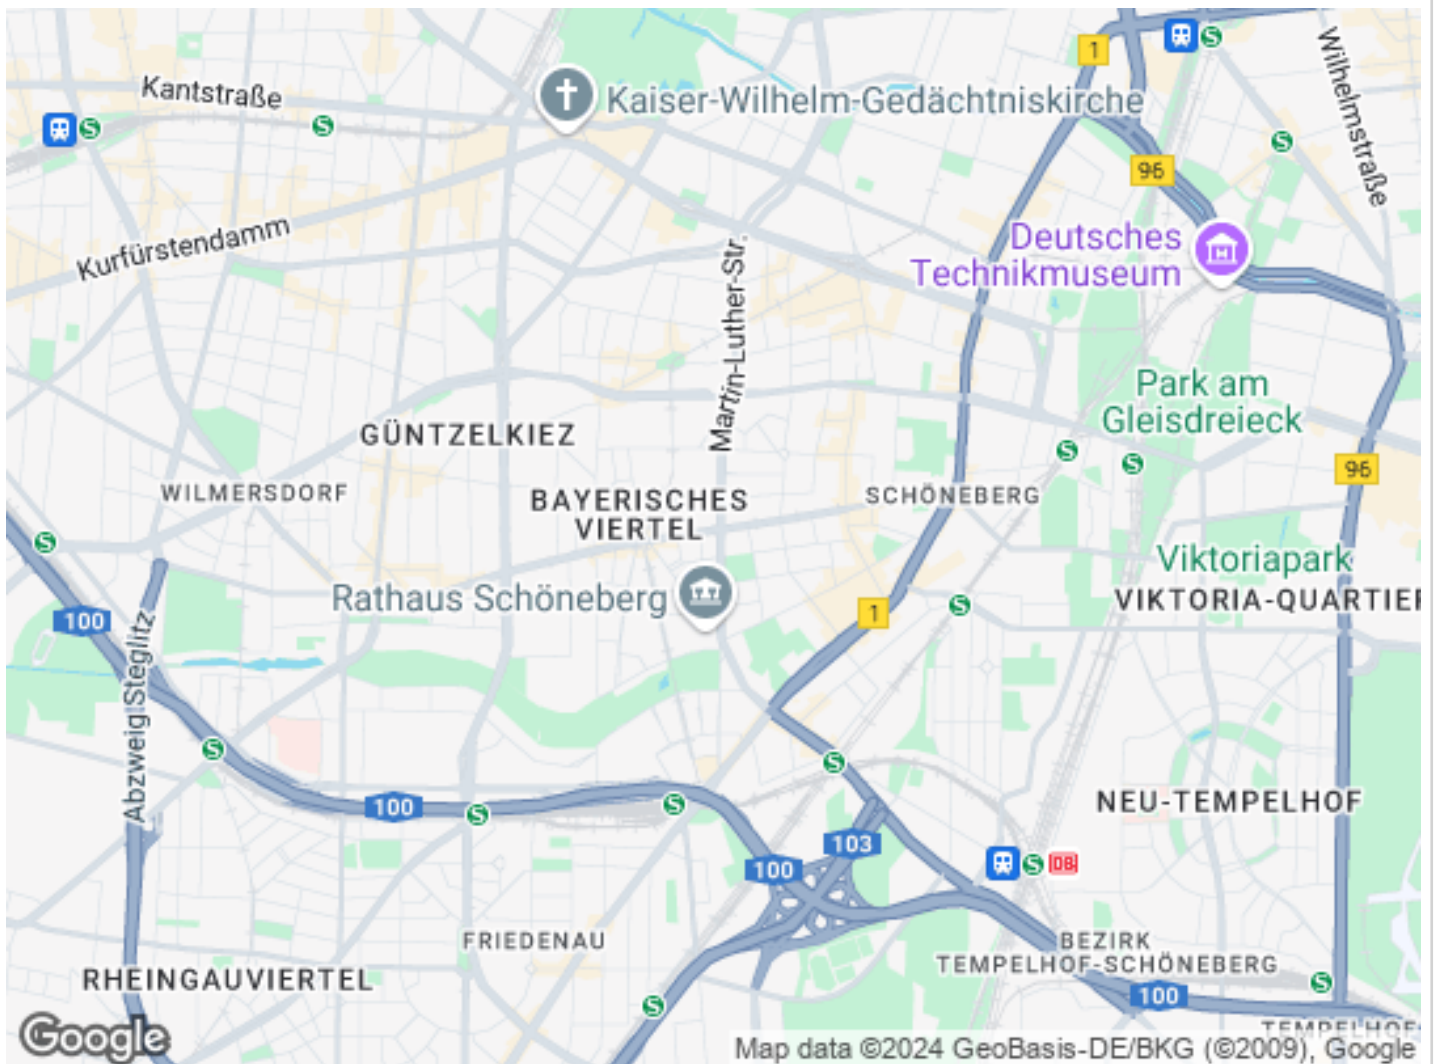 1
S
Wilhelmstraße
Kantstraße
Kaiser-Wilhelm-Gedächtniskirche
S
S
S
96
Kurfürstendamm
Deutsches
Technikmuseum
Martin-Luther-Str.
Park am
Gleisdreieck
GÜNTZELKIEZ
S
S
96
WILMERSDORF
BAYERISCHES
VIERTEL
SCHÖNEBERG
S
Viktoriapark
Rathaus Schöneberg
1
S
VIKTORIA-QUARTIER
100
Abzweig Steglitz
S
S
NEU-TEMPELHOF
100
S
S
103
100
S
DB
FRIEDENAU
BEZIRK
TEMPELHOF-SCHÖNEBERG
RHEINGAUVIERTEL
S
100
S
TEMPELHOF
Google
Map data ©2024 GeoBasis-DE/BKG (©2009), Google